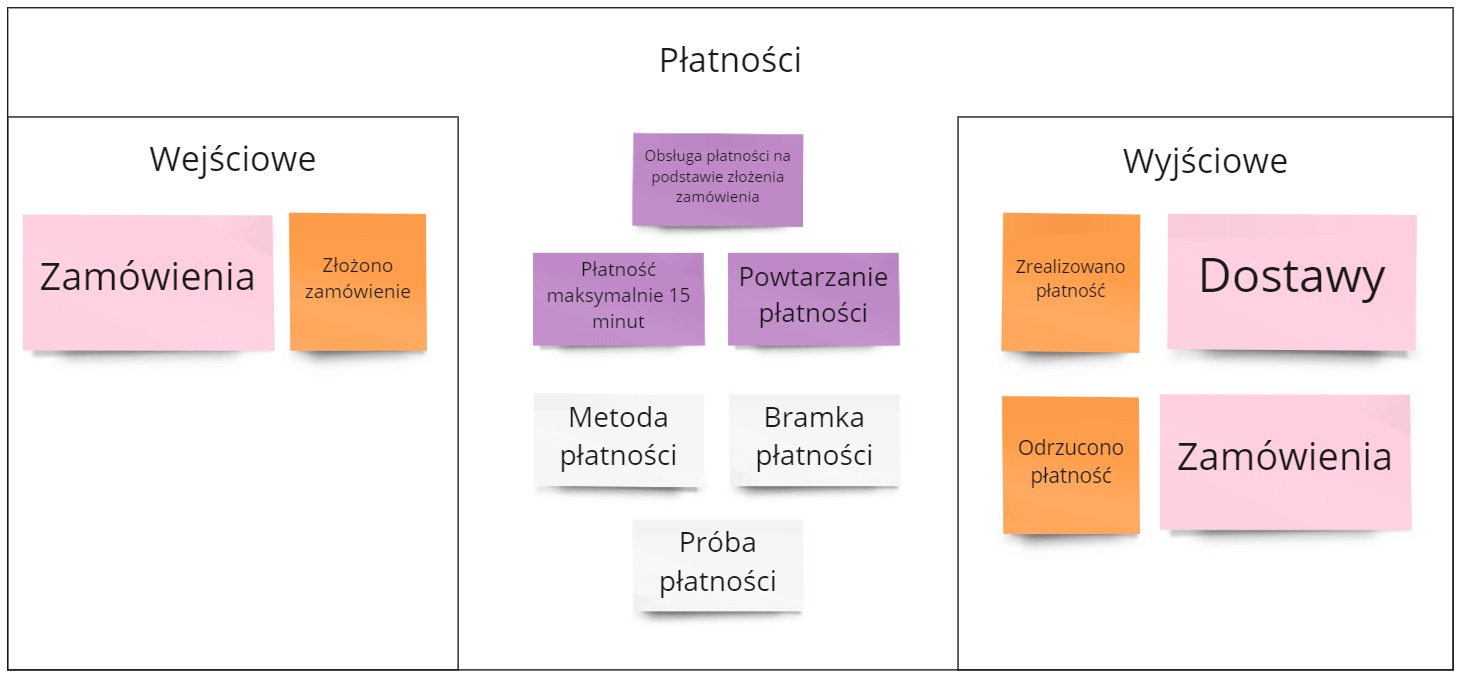 Płatności
Wejściowe
Zamówienia
Złożono
zamówienie
Obsługa płatności na
podstawie złożenia
zamówienia
Płatność
maksymalnie 15
minut
Powtarzanie
płatności
Metoda
płatności
Bramka
płatności
Próba
płatności
Wyjściowe
Zrealizowano
płatność
Dostawy
Odrzucono
płatność
Zamówienia